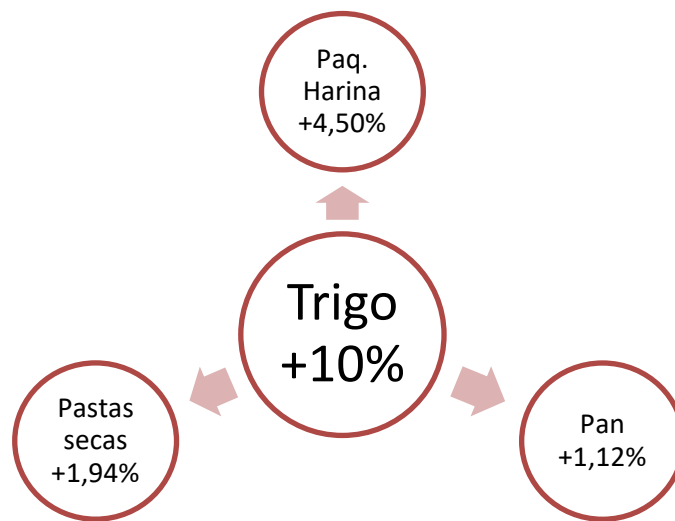 Paq.
Harina
+4,50%
Trigo
+10%
Pastas
secas
+1,94%
Pan
+1,12%